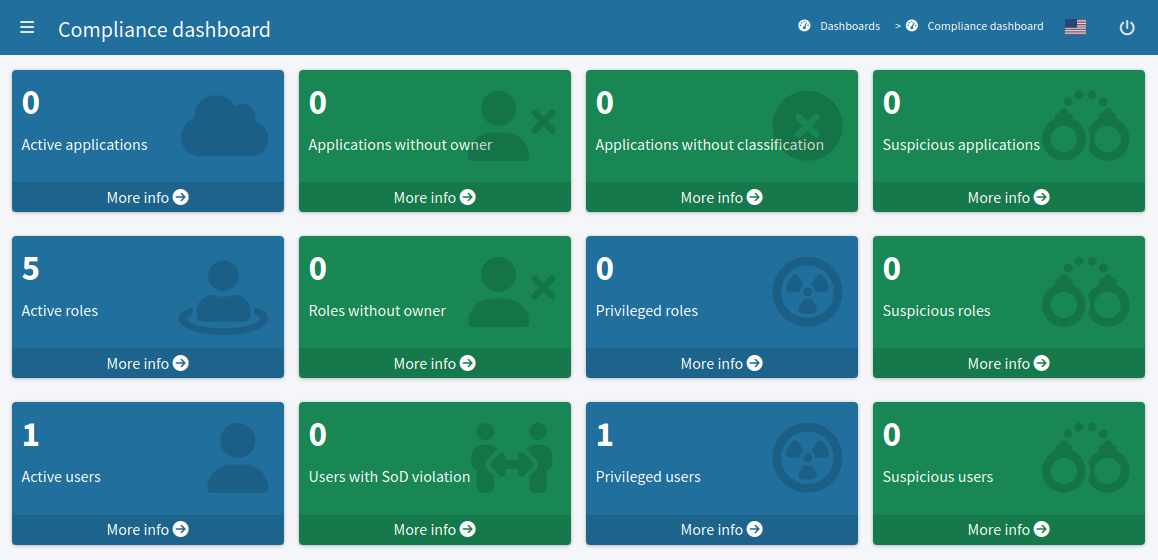 Compliance dashboard
Dashboards > Compliance dashboard
0
Active applications
More info
0
Applications without owner
More info
0
Applications without classification
More info
0
Suspicious applications
More info
5
Active roles
More info
0
Roles without owner
More info
0
Privileged roles
More info
0
Suspicious roles
More info
1
Active users
More info
0
Users with SoD violation
More info
1
Privileged users
More info
0
Suspicious users
More info